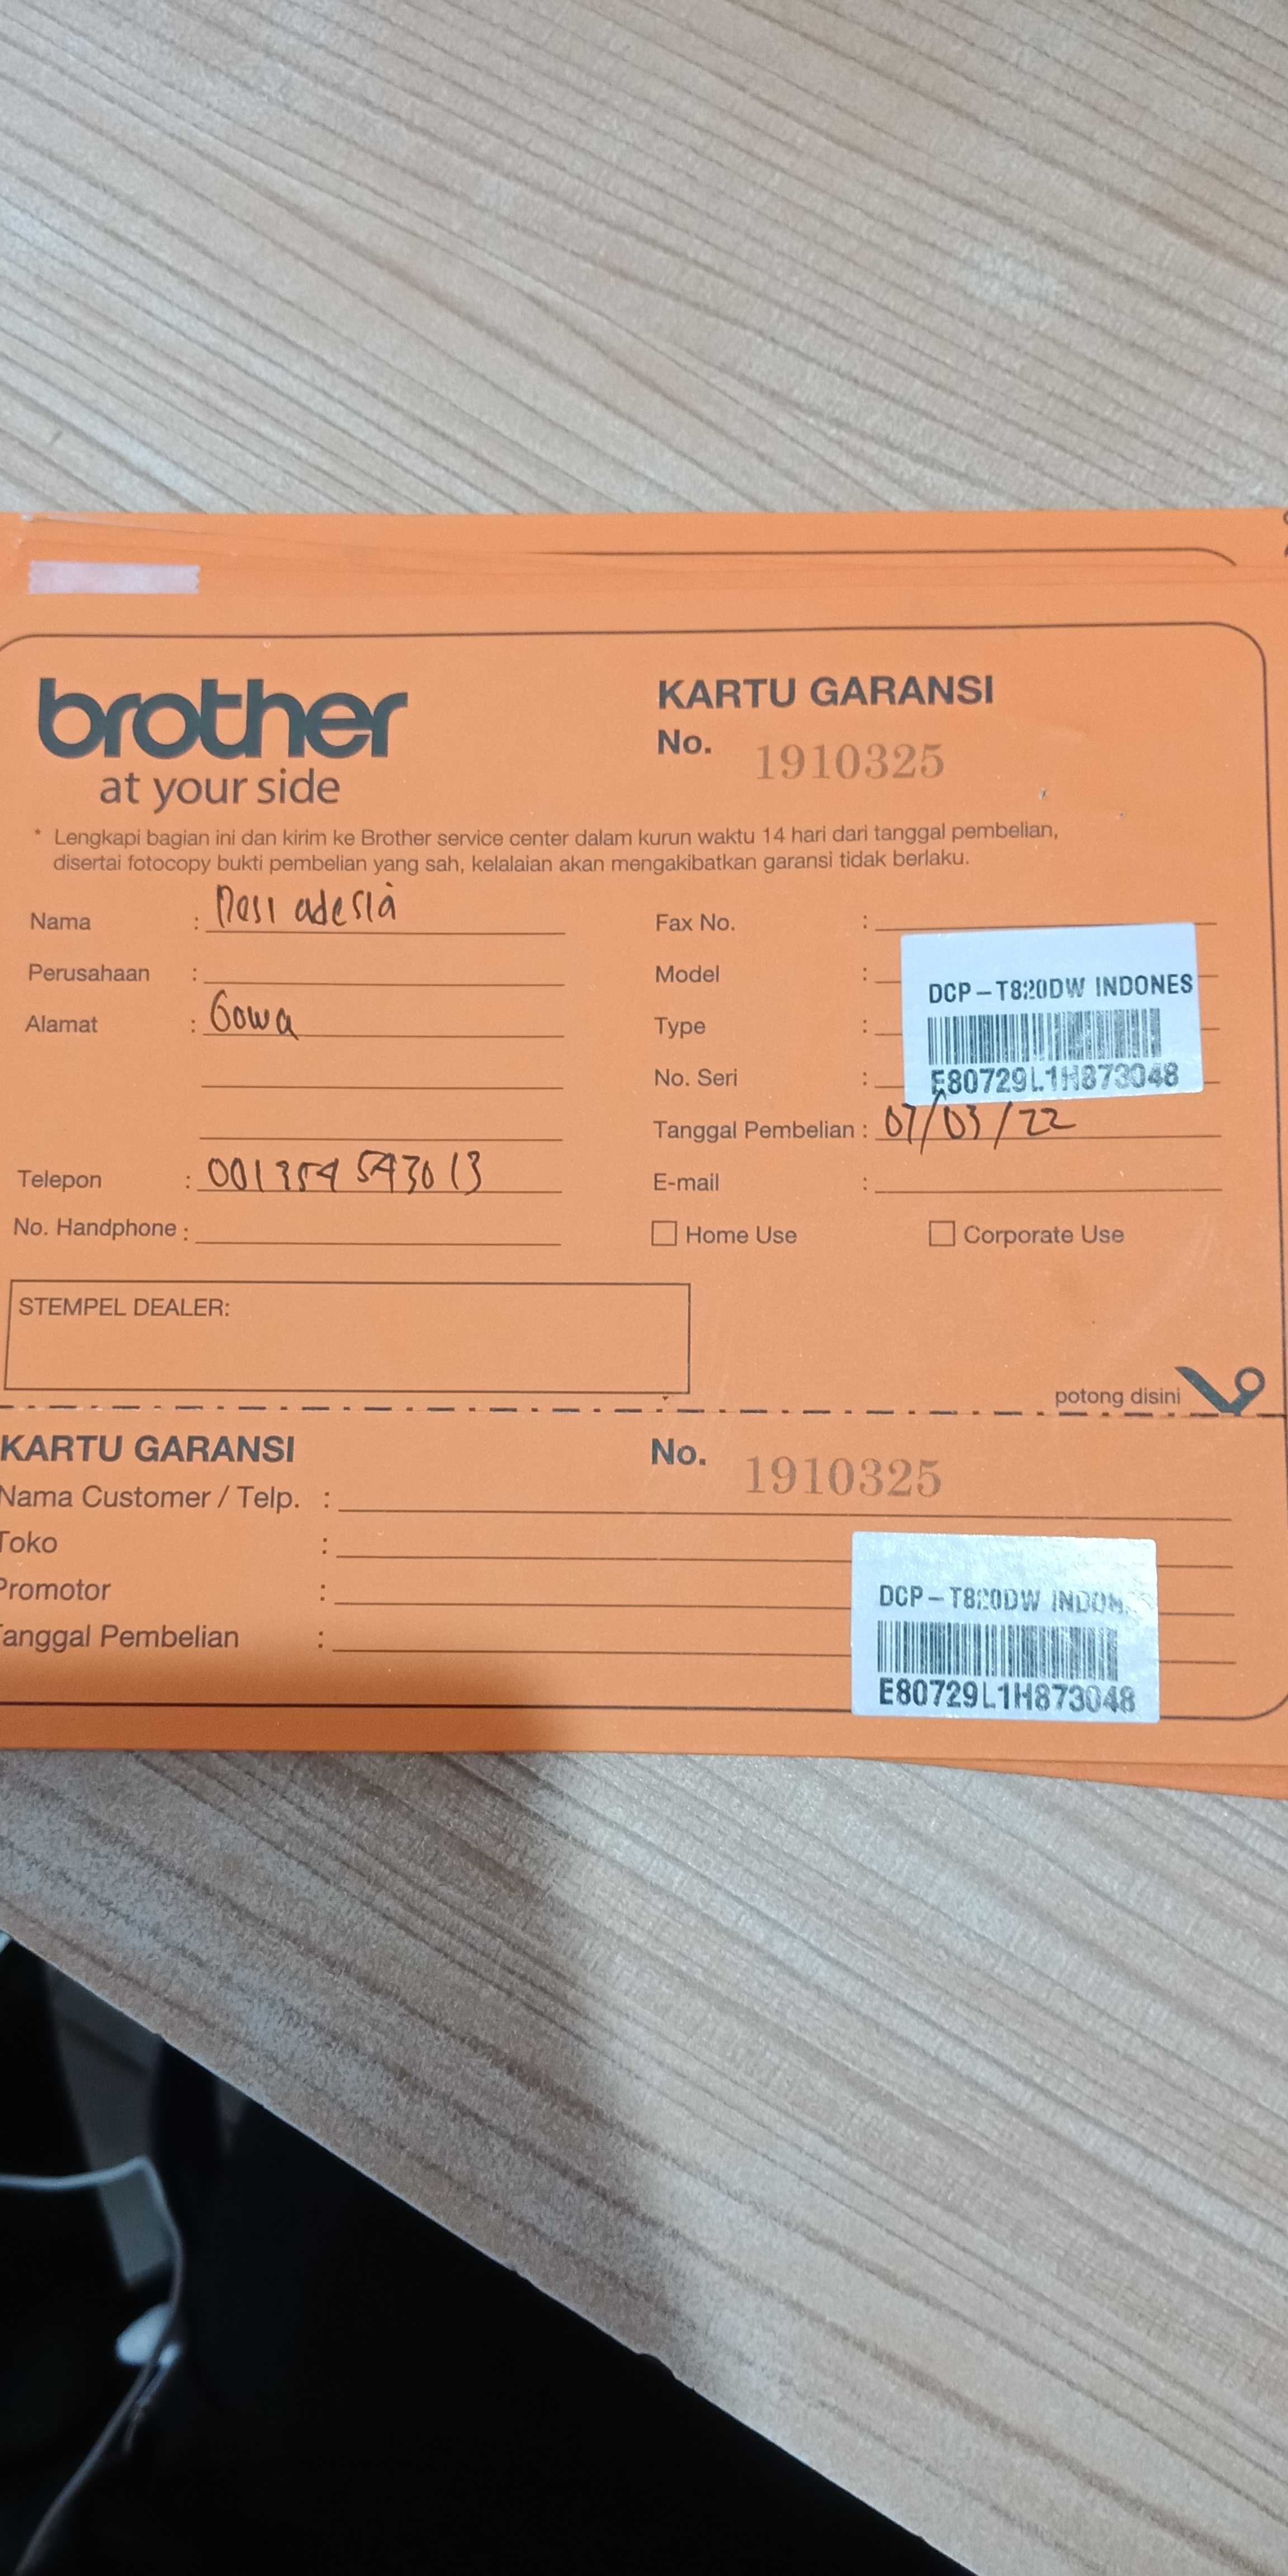 brother
at your side
KARTU GARANSI
No. 1910325
* Lengkapi bagian ini dan kirim ke Brother service center dalam kurun waktu 14 hari dari tanggal pembelian,
disertai fotocopy bukti pembelian yang sah, kelalaian akan mengakibatkan garansi tidak berlaku.
Nama : adesia
Perusahaan :
Alamat : Gowa
Telepon :
No. Handphone :
Fax No. :
Model :
Type :
No. Seri :
DCP-T820DW INDONES
E80729L1H873048
Tanggal Pembelian : 07/03/22
E-mail :
Home Use
Corporate Use
STEMPEL DEALER:
potong disini
KARTU GARANSI
No. 1910325
Nama Customer / Telp. :
Toko :
Promotor :
anggal Pembelian :
DCP-T820DW INDON
E80729L1H873048